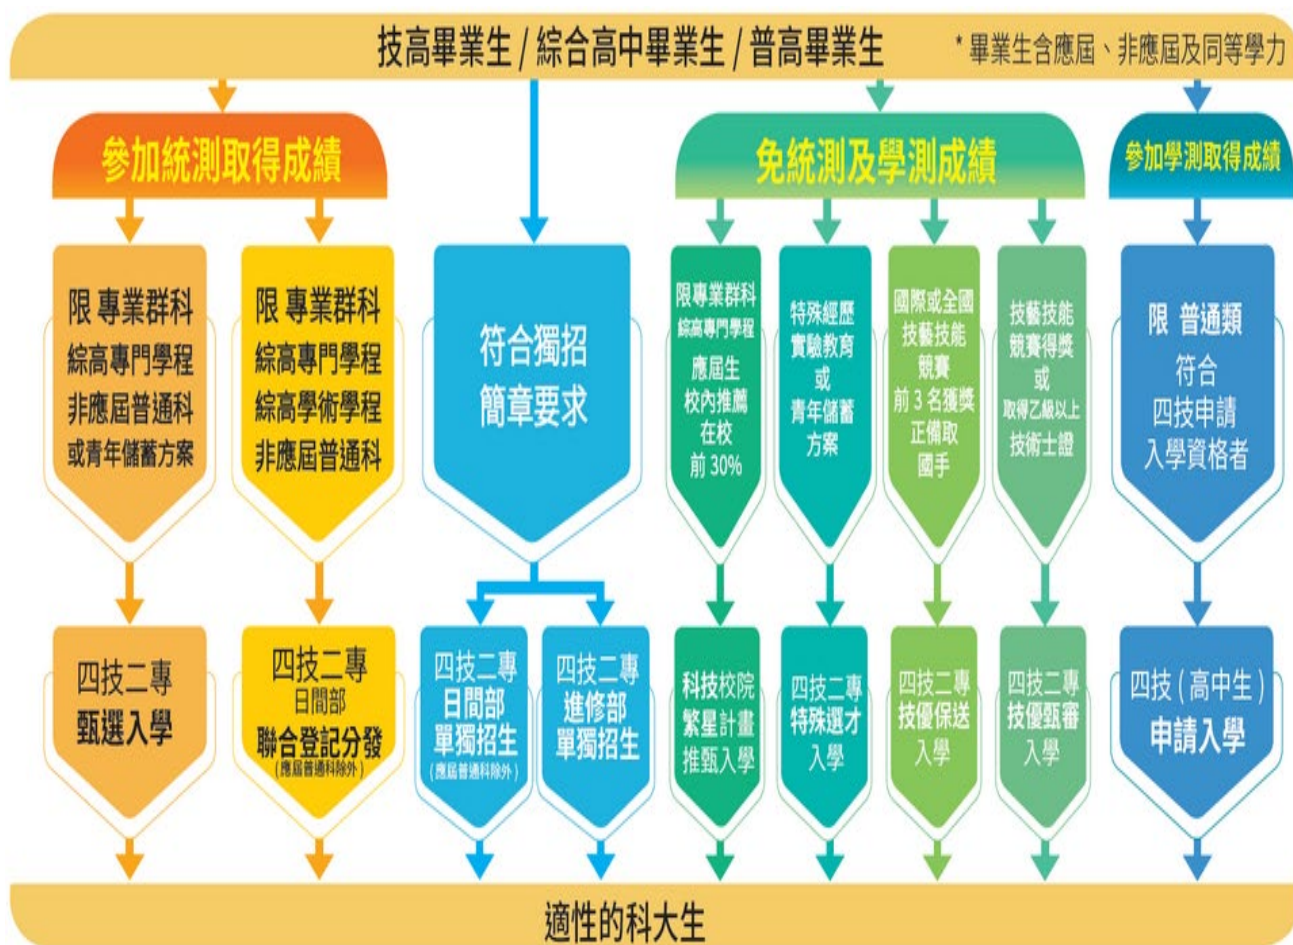 技高畢業生 / 綜合高中畢業生 / 普高畢業生
* 畢業生含應屆、非應屆及同等學力
參加統測取得成績
免統測及學測成績
參加學測取得成績
限 專業群科
綜高專門學程
非應屆普通科
或青年儲蓄方案
限 專業群科
綜高專門學程
綜高學術學程
非應屆普通科
符合獨招
簡章要求
限專業群科
綜高專門學程
應屆生
校內推薦
在校
前 30%
特殊經歷
實驗教育
或
青年儲蓄
方案
國際或全國
技藝技能
競賽
前 3 名獲獎
正備取
國手
技藝技能
競賽得獎
或
取得乙級以上
技術士證
限 普通類
符合
四技申請
入學資格者
四技二專
甄選入學
四技二專
日間部
聯合登記分發
(應屆普通科除外)
四技二專
日間部
單獨招生
(應屆普通科除外)
四技二專
進修部
單獨招生
科技校院
繁星計畫
推甄入學
四技二專
特殊選才
入學
四技二專
技優保送
入學
四技二專
技優甄審
入學
四技 ( 高中生 )
申請入學
適性的科大生